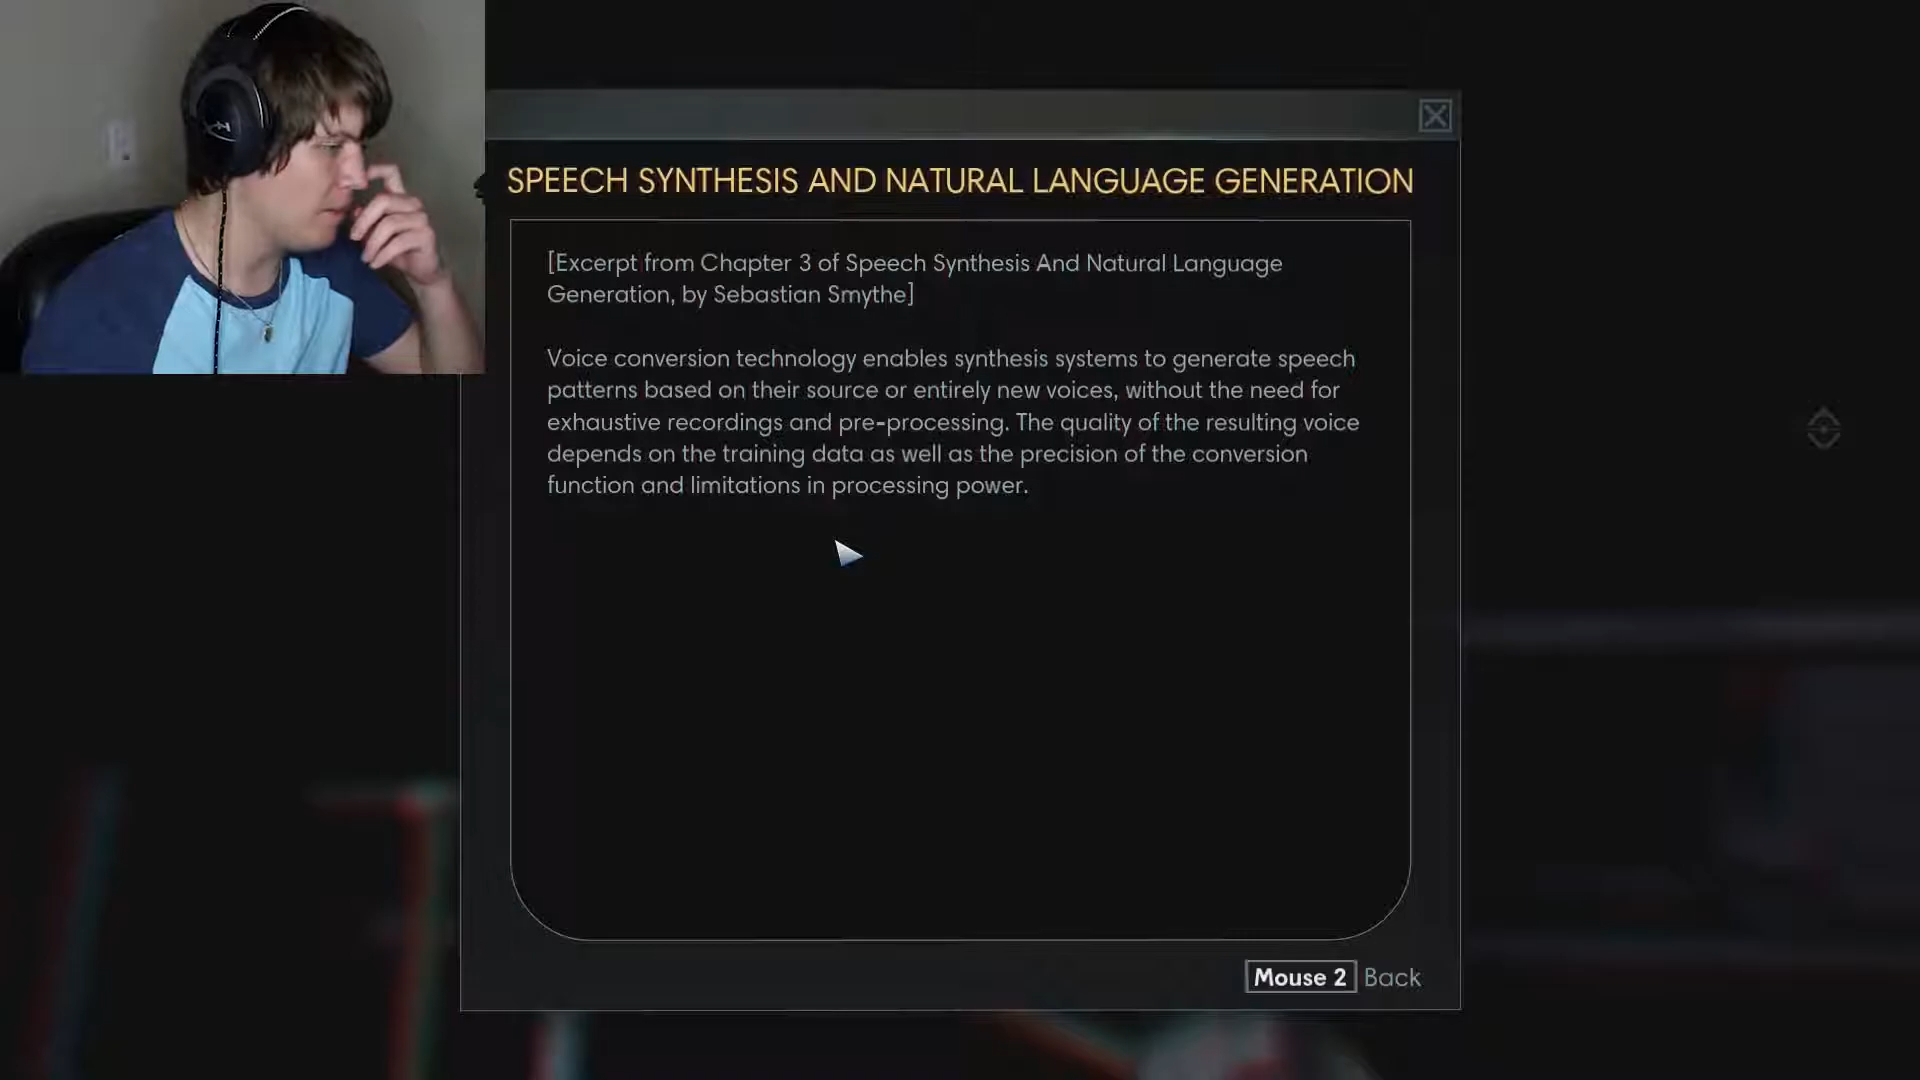 SPEECH SYNTHESIS AND NATURAL LANGUAGE GENERATION
[Excerpt from Chapter 3 of Speech Synthesis And Natural Language
Generation, by Sebastian Smythe]
Voice conversion technology enables synthesis systems to generate speech
patterns based on their source or entirely new voices, without the need for
exhaustive recordings and pre-processing. The quality of the resulting voice
depends on the training data as well as the precision of the conversion
function and limitations in processing power.
Mouse 2 Back